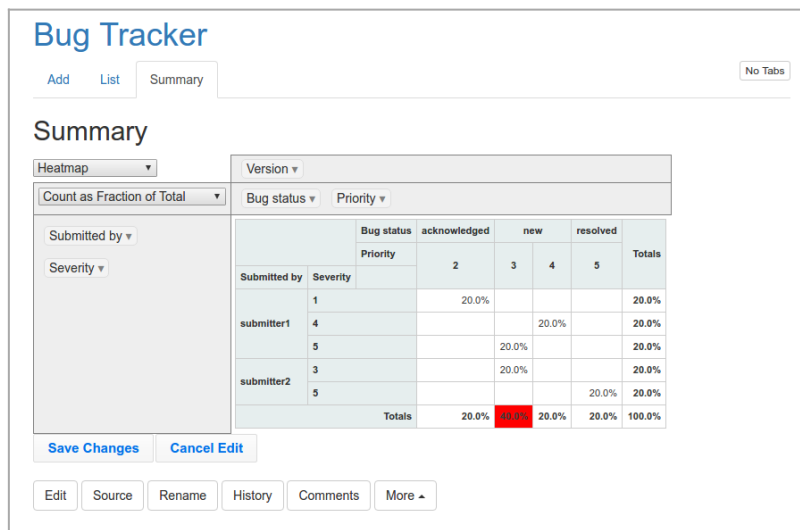 Bug Tracker
Add List Summary
No Tabs
Summary
Heatmap
Version
Count as Fraction of Total
Bug status Priority
Submitted by
Severity
Bug status acknowledged new resolved Totals
Priority 2 3 4 5
Submitted by Severity
submitter1 1 20.0% 20.0%
4 20.0% 20.0%
5 20.0% 20.0%
submitter2 3 20.0% 20.0%
5 20.0% 20.0%
Totals 20.0% 40.0% 20.0% 20.0% 100.0%
Save Changes Cancel Edit
Edit Source Rename History Comments More